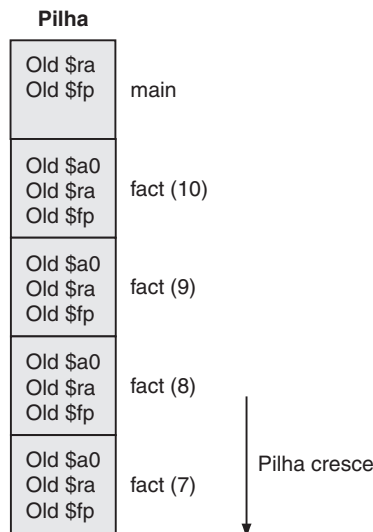 Pilha
Old $ra
Old $fp
main
Old $a0
Old $ra
Old $fp
fact (10)
Old $a0
Old $ra
Old $fp
fact (9)
Old $a0
Old $ra
Old $fp
fact (8)
Old $a0
Old $ra
Old $fp
fact (7)
Pilha cresce